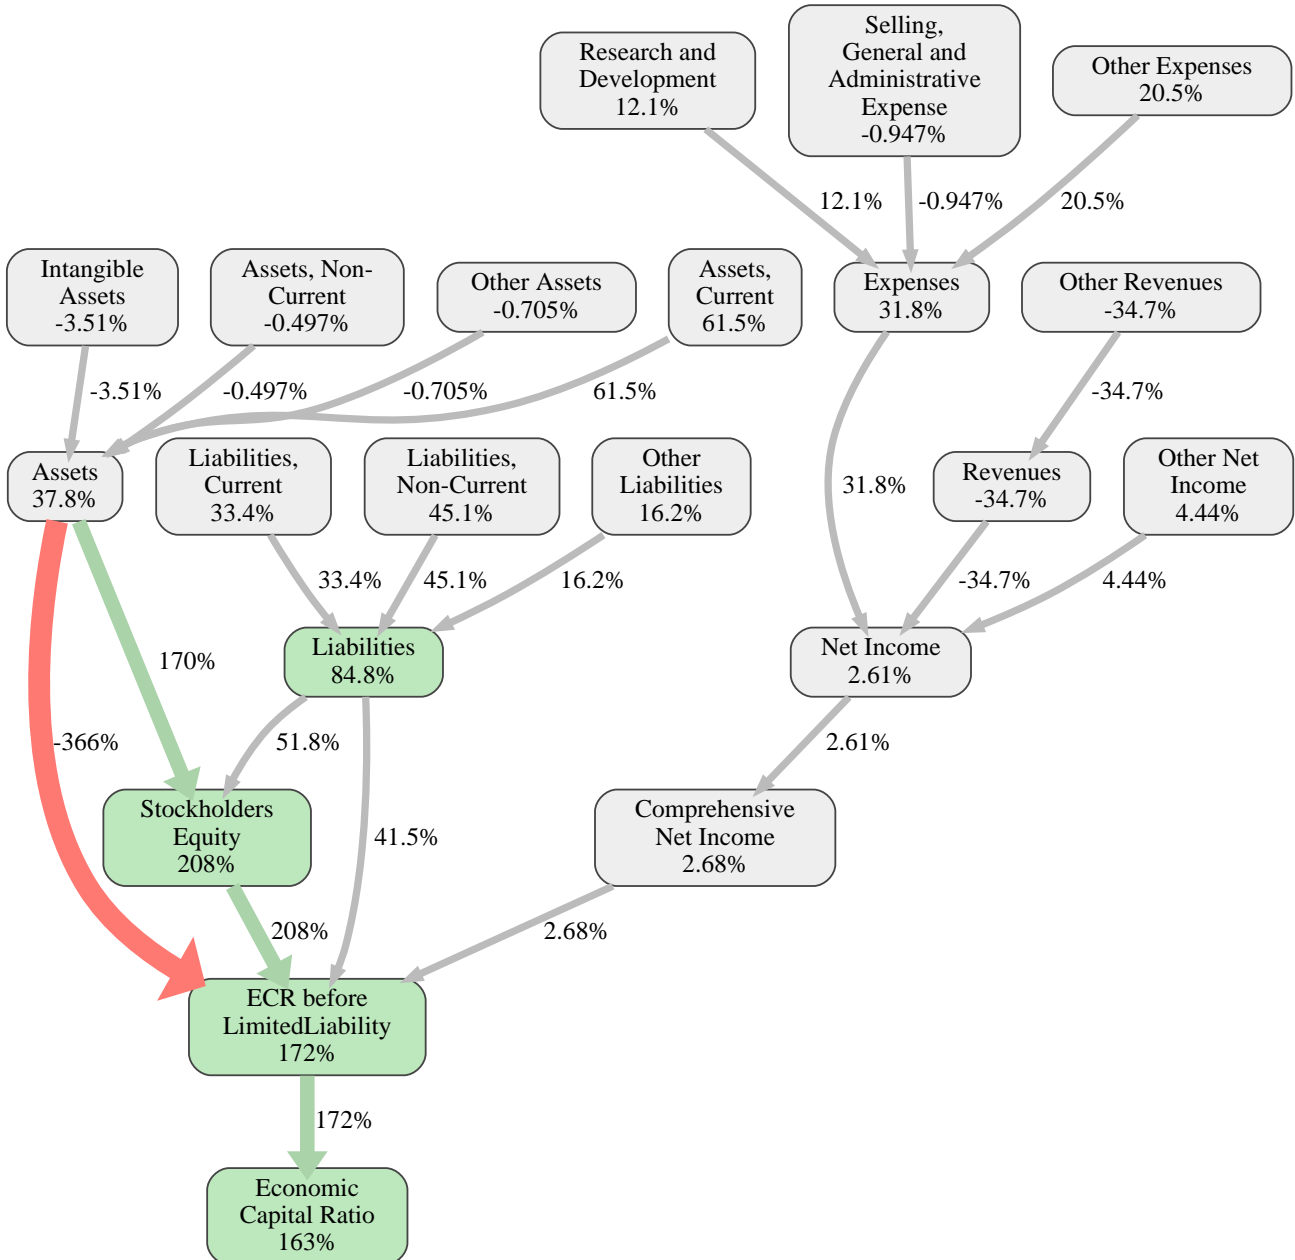 Research and
Development
12.1%
Selling,
General and
Administrative
Expense
-0.947%
Other Expenses
20.5%
12.1%
-0.947%
20.5%
Intangible
Assets
-3.51%
Assets, Non-
Current
-0.497%
Other Assets
-0.705%
Assets,
Current
61.5%
Expenses
31.8%
Other Revenues
-34.7%
-3.51%
-0.497%
-0.705%
61.5%
-34.7%
Assets
37.8%
Liabilities,
Current
33.4%
Liabilities,
Non-Current
45.1%
Other
Liabilities
16.2%
31.8%
Revenues
-34.7%
Other Net
Income
4.44%
33.4%
45.1%
16.2%
-34.7%
4.44%
Liabilities
84.8%
Net Income
2.61%
170%
-366%
51.8%
2.61%
Stockholders
Equity
208%
41.5%
Comprehensive
Net Income
2.68%
208%
2.68%
ECR before
LimitedLiability
172%
172%
Economic
Capital Ratio
163%